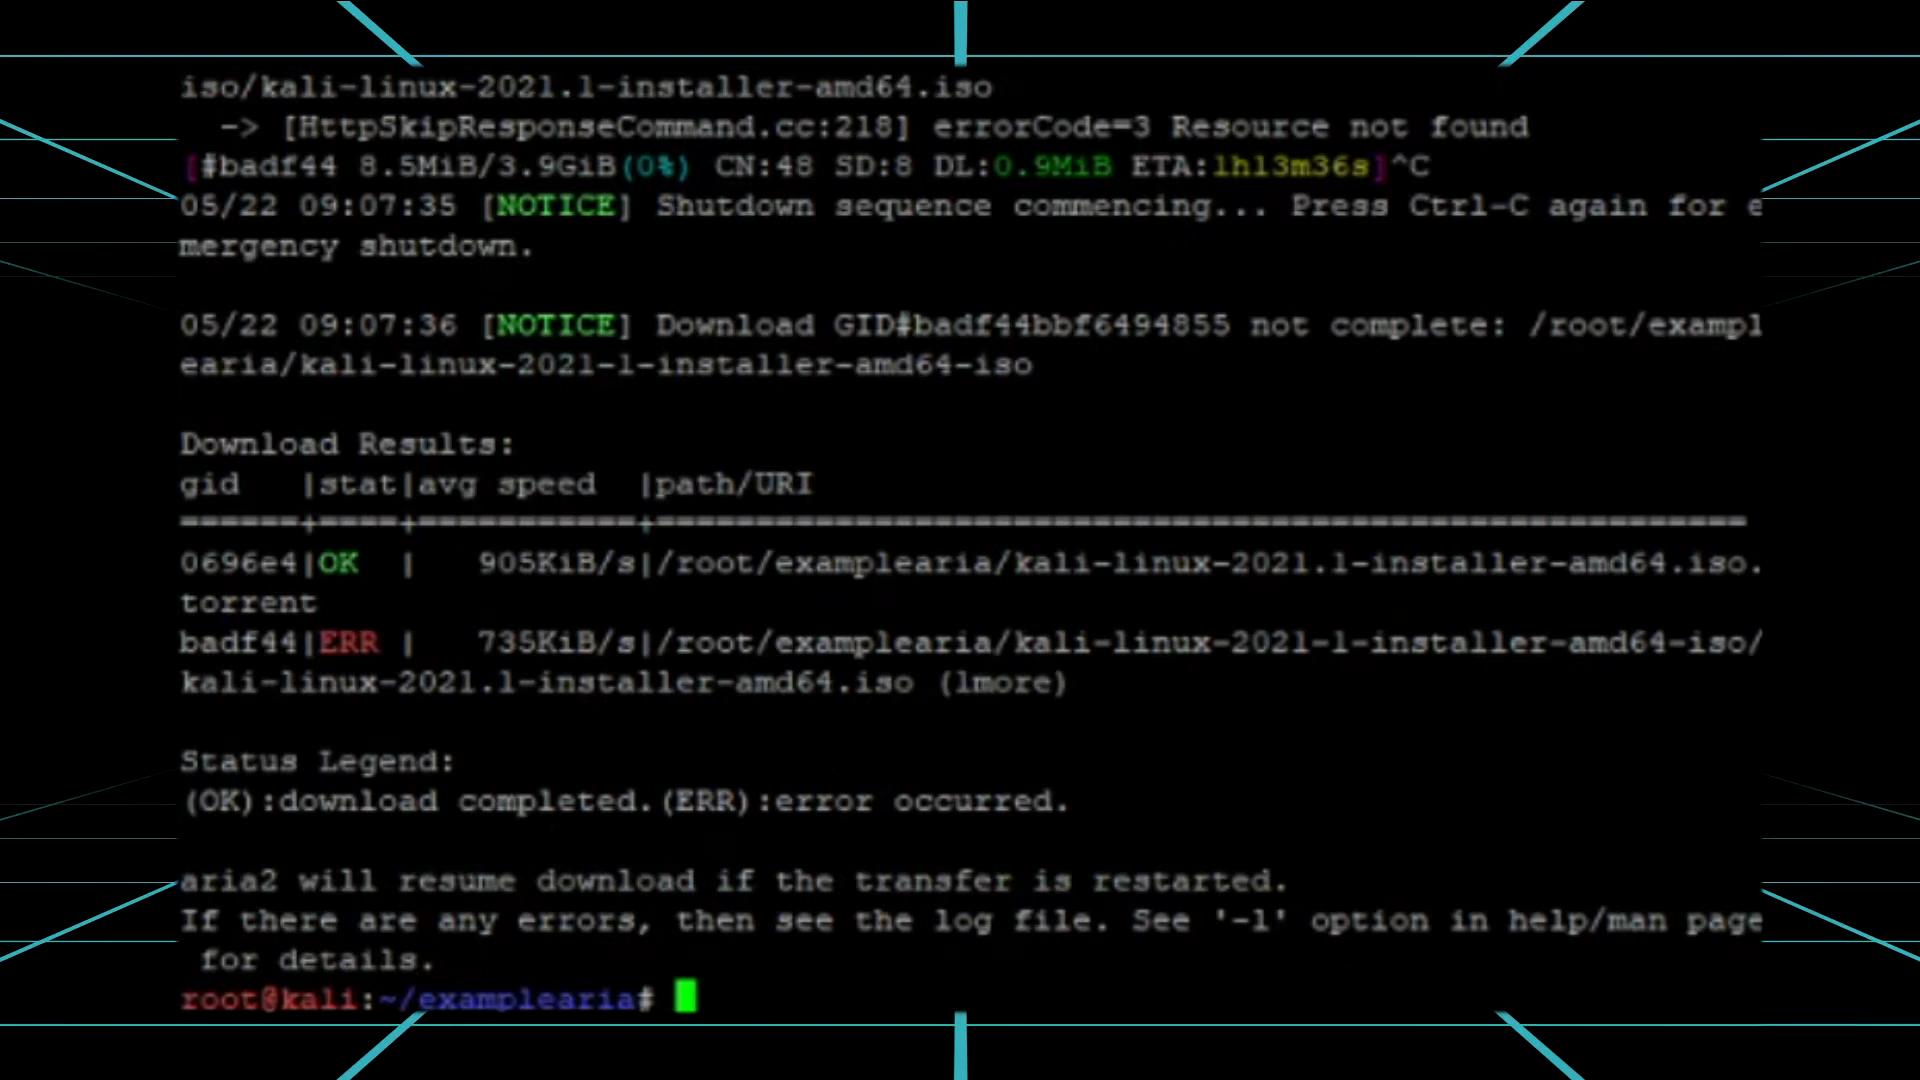 iso/kali-linux-2021.1-installer-amd64.iso
-> [HttpSkipResponseCommand.cc:218] errorCode=3 Resource not found
[#badf44 8.5MiB/3.9GiB(0%) CN:48 SD:8 DL:0.9MiB ETA:1h13m36s]^C
05/22 09:07:35 [NOTICE] Shutdown sequence commencing... Press Ctrl-C again for e
mergency shutdown.
05/22 09:07:36 [NOTICE] Download GID#badf44bbf6494855 not complete: /root/exampl
earia/kali-linux-2021-1-installer-amd64-iso
Download Results:
gid   |stat|avg speed  |path/URI
======+====+===========+=======================================================
0696e4|OK  |   905KiB/s|/root/examplearia/kali-linux-2021.1-installer-amd64.iso.
torrent
badf44|ERR |   735KiB/s|/root/examplearia/kali-linux-2021-1-installer-amd64-iso/
kali-linux-2021.1-installer-amd64.iso (1more)
Status Legend:
(OK):download completed.(ERR):error occurred.
aria2 will resume download if the transfer is restarted.
If there are any errors, then see the log file. See '-l' option in help/man page
for details.
root@kali:~/examplearia#